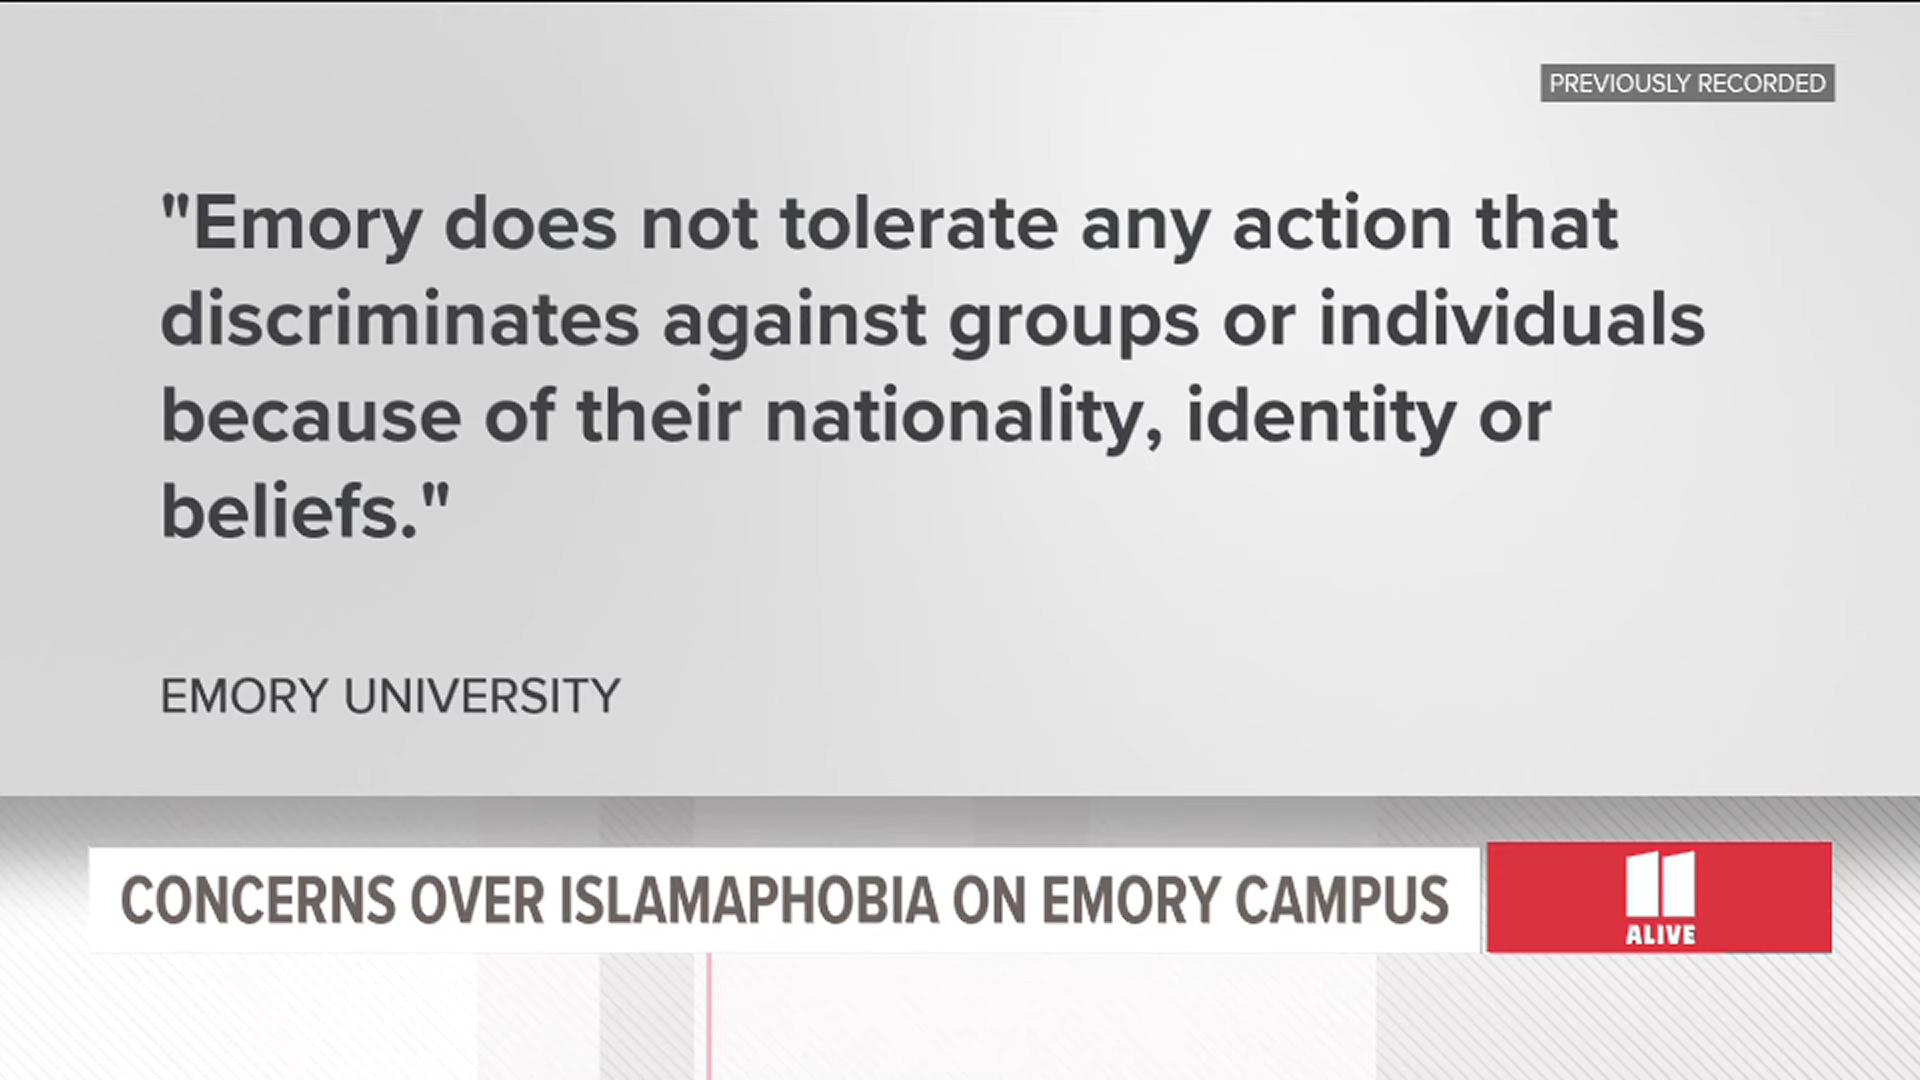 PREVIOUSLY RECORDED
"Emory does not tolerate any action that
discriminates against groups or individuals
because of their nationality, identity or
beliefs."
EMORY UNIVERSITY
CONCERNS OVER ISLAMAPHOBIA ON EMORY CAMPUS
11
ALIVE